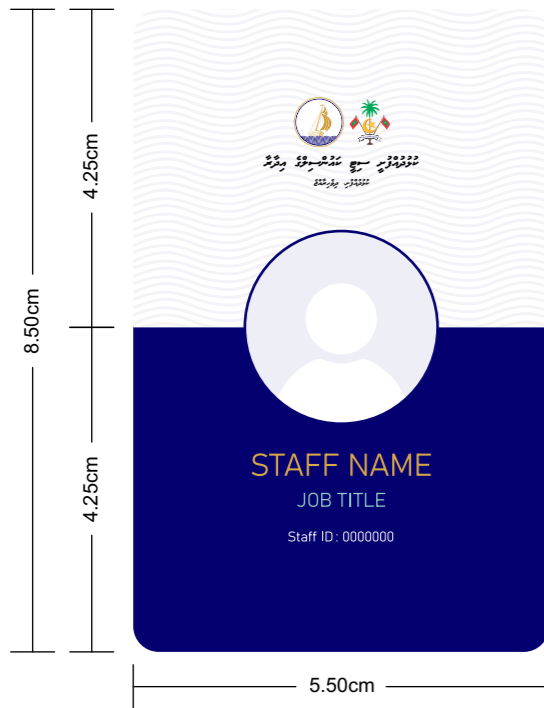 ކުޅުދުއްފުށީ ސިޓީ ކައުންސިލްގެ އިދާރާ
ކުޅުދުއްފުށި، ދިވެހިރާއްޖެ
STAFF NAME
JOB TITLE
Staff ID : 0000000
8.50cm
4.25cm
4.25cm
5.50cm